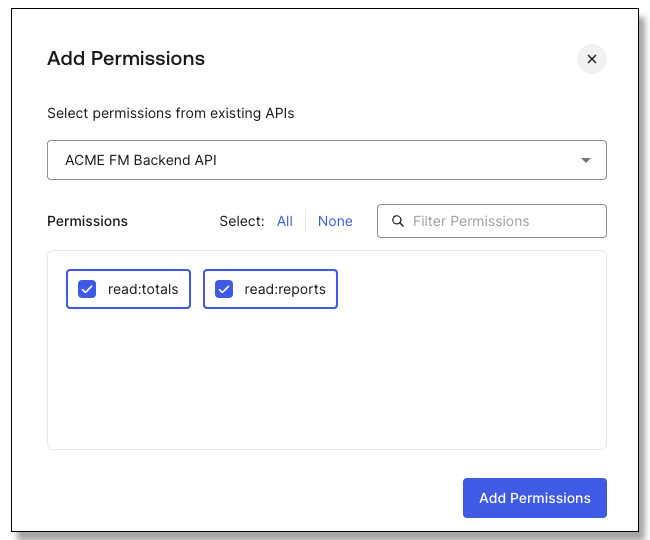 Add Permissions
Select permissions from existing APIs
ACME FM Backend API
Permissions Select: All None Filter Permissions
read:totals read:reports
Add Permissions